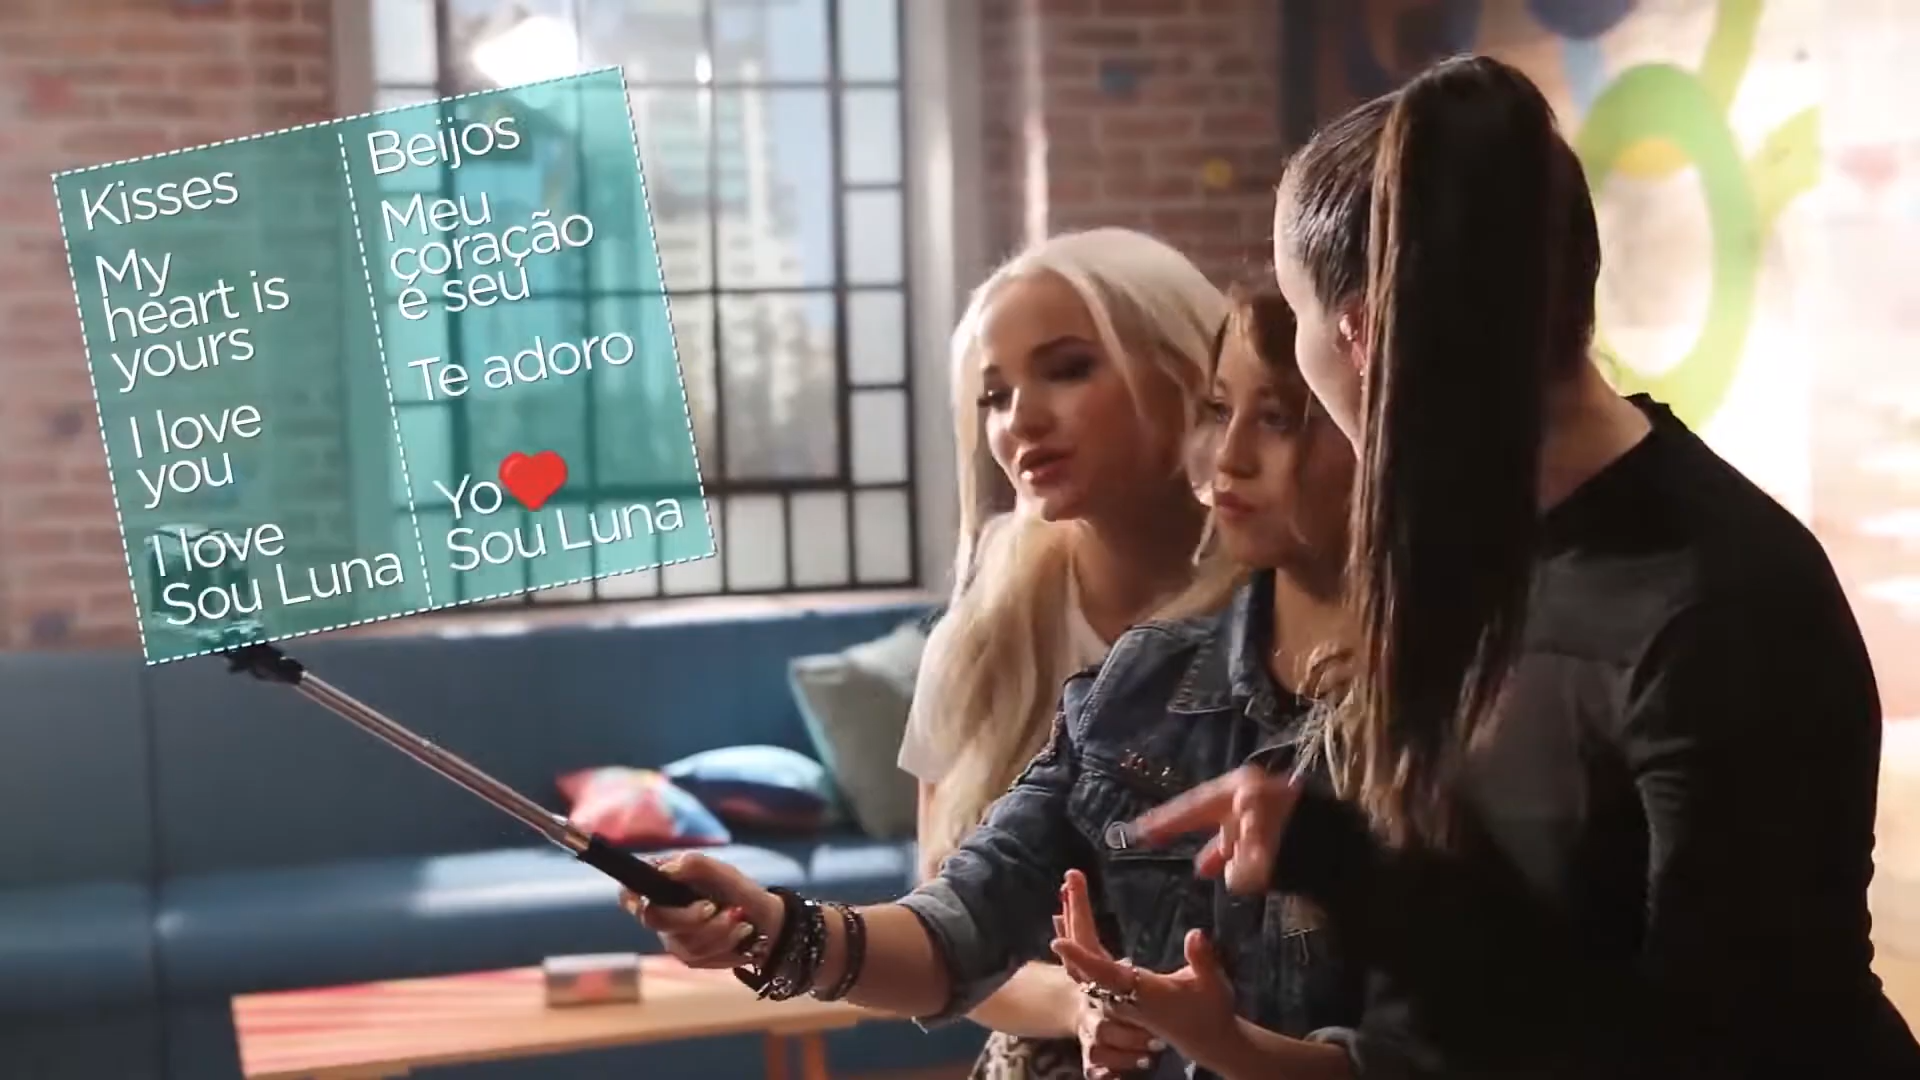 Kisses
My
heart is
yours
I love
you
I love
Sou Luna
Beijos
Meu
coração
é seu
Te adoro
Yo ❤
Sou Luna